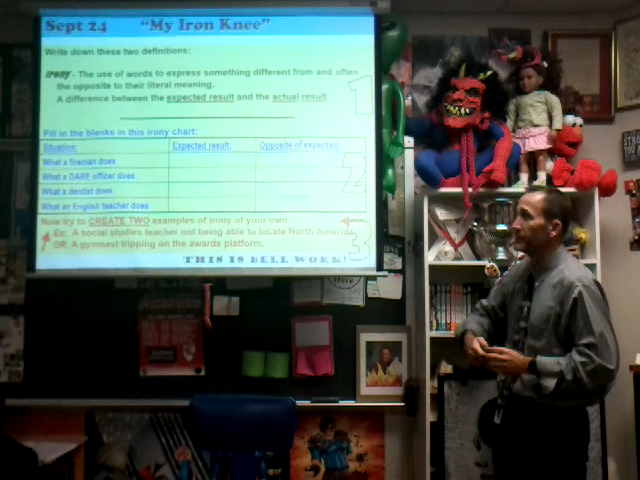 Sept 24 "My Iron Knee"
Write down these two definitions:
irony - The use of words to express something different from and often
the opposite to their literal meaning.
A difference between the expected result and the actual result.
1
Fill in the blanks in this irony chart:
Situation: Expected result: Opposite of expected:
What a fireman does.
What a DARE officer does.
What a dentist does.
What an English teacher does
2
Now try to CREATE TWO examples of irony of your own.
Ex: A social studies teacher not being able to locate North America
OR A gymnast tripping on the awards platform.
3
THIS IS BELL WORK!
Here
STRONG
YOU A